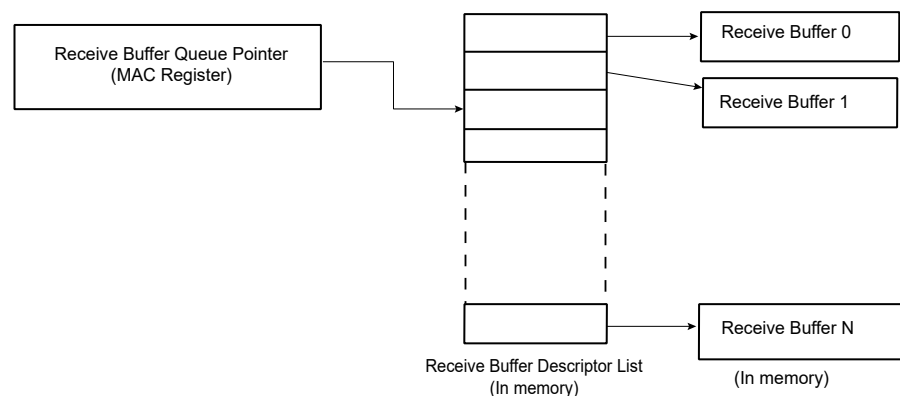 Receive Buffer Queue Pointer
(MAC Register)
Receive Buffer 0
Receive Buffer 1
Receive Buffer N
Receive Buffer Descriptor List
(In memory)
(In memory)